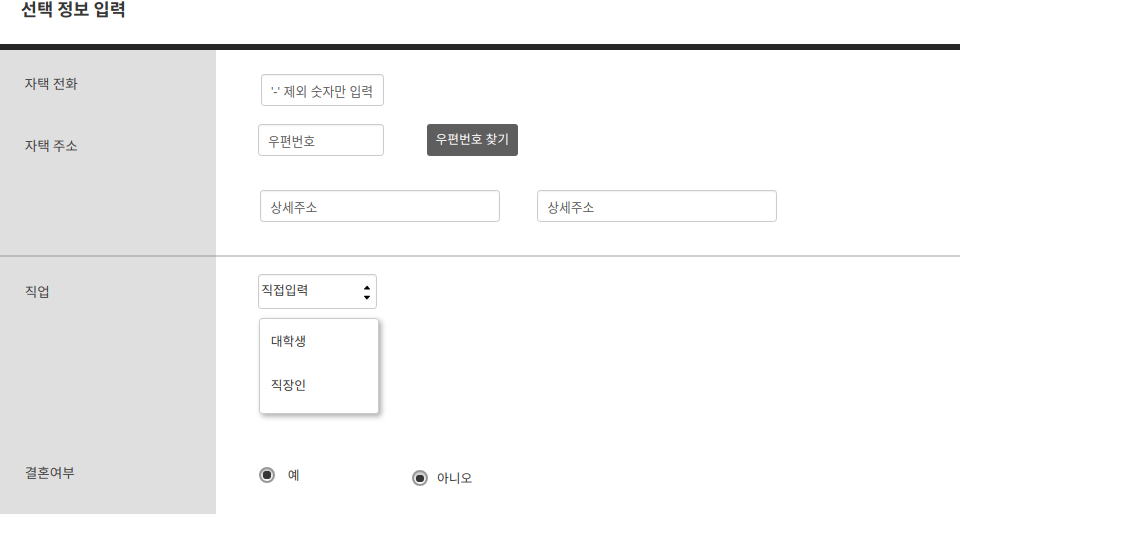 선택 정보 입력
자택 전화
'-' 제외 숫자만 입력
자택 주소
우편번호
우편번호 찾기
상세주소
상세주소
직업
직접입력
대학생
직장인
결혼여부
예
아니오